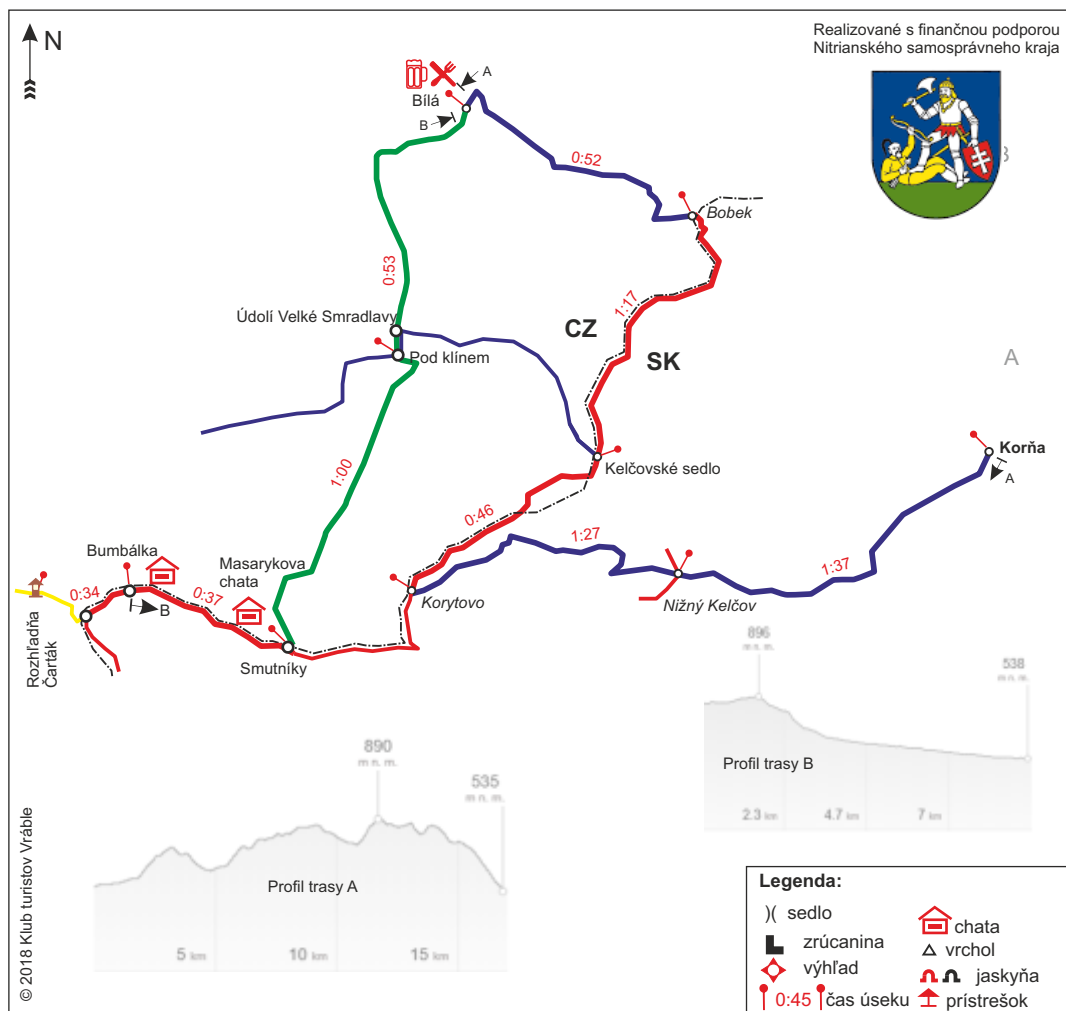 N
Realizované s finančnou podporou
Nitrianského samosprávneho kraja
A
Bílá
B
0:52
Bobek
0:53
1:17
Údolí Velké Smradlavy
CZ
Pod klínem
SK
A
Korňa
A
Kelčovské sedlo
1:00
0:46
1:27
1:37
Bumbálka
Masarykova
chata
0:34
0:37
B
Korytovo
Nižný Kelčov
Rozhľadňa
Čarták
Smutníky
896
m n. m.
538
m n. m.
Profil trasy B
2.3 km
4.7 km
7 km
890
m n. m.
535
m n. m.
Profil trasy A
5 km
10 km
15 km
© 2018 Klub turistov Vráble
Legenda:
sedlo
chata
zrúcanina
vrchol
výhľad
jaskyňa
0:45
čas úseku
prístrešok